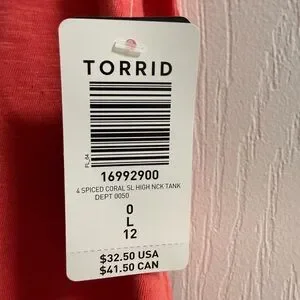 TORRID
FL_64
16992900
4 SPICED CORAL SL HIGH NCK TANK
DEPT 0050
0
L
12
$32.50 USA
$41.50 CAN